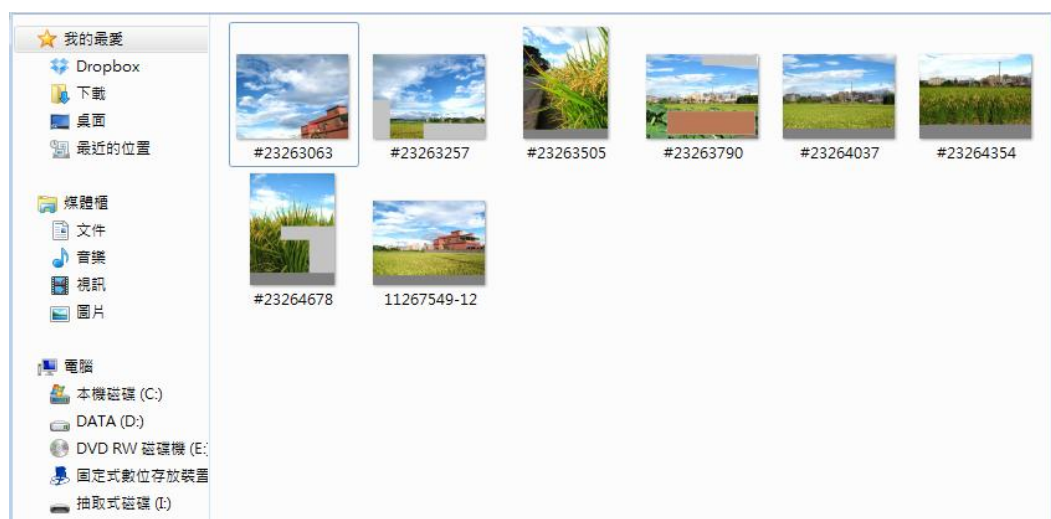 我的最愛
Dropbox
下載
桌面
最近的位置
媒體櫃
文件
音樂
視訊
圖片
電腦
本機磁碟 (C:)
DATA (D:)
DVD RW 磁碟機 (E:
固定式數位存放裝置
抽取式磁碟 (I:)
#23263063
#23263257
#23263505
#23263790
#23264037
#23264354
#23264678
11267549-12